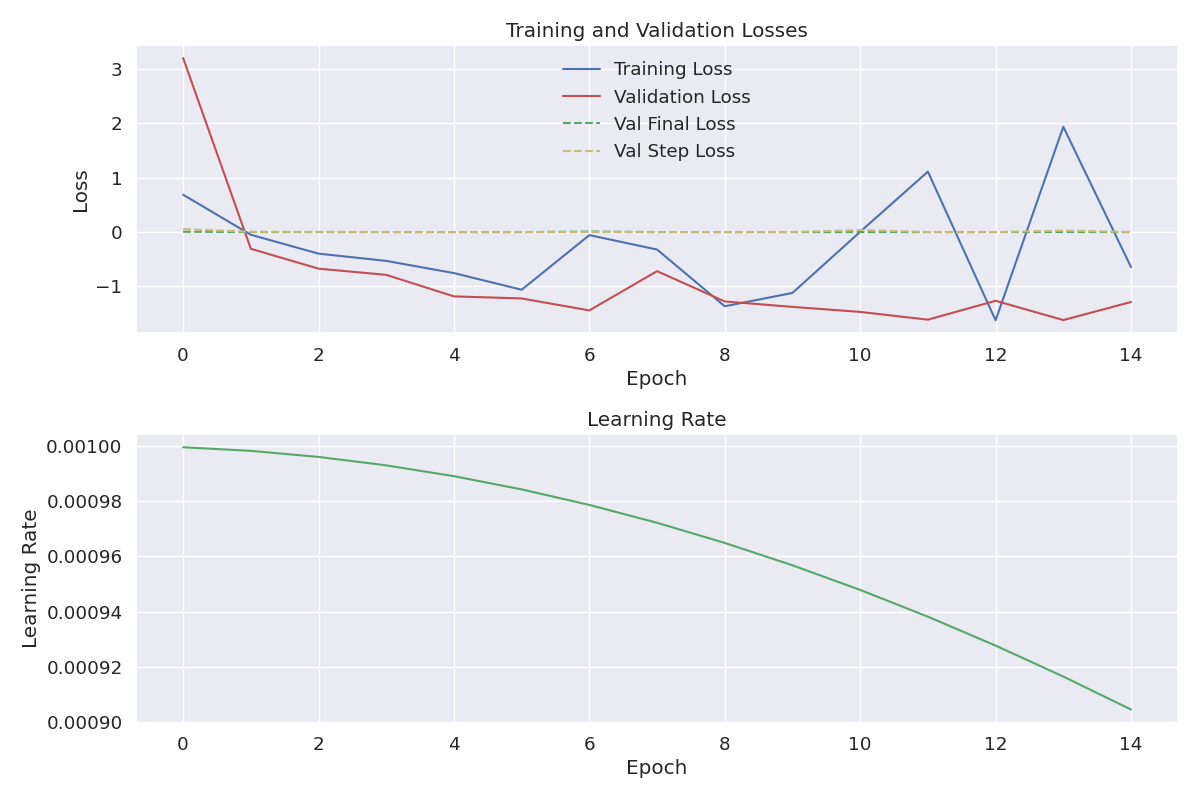 Training and Validation Losses
Training Loss
Validation Loss
Val Final Loss
Val Step Loss
3
2
1
0
−1
Loss
0 2 4 6 8 10 12 14
Epoch
Learning Rate
0.00100
0.00098
0.00096
0.00094
0.00092
0.00090
Learning Rate
0 2 4 6 8 10 12 14
Epoch